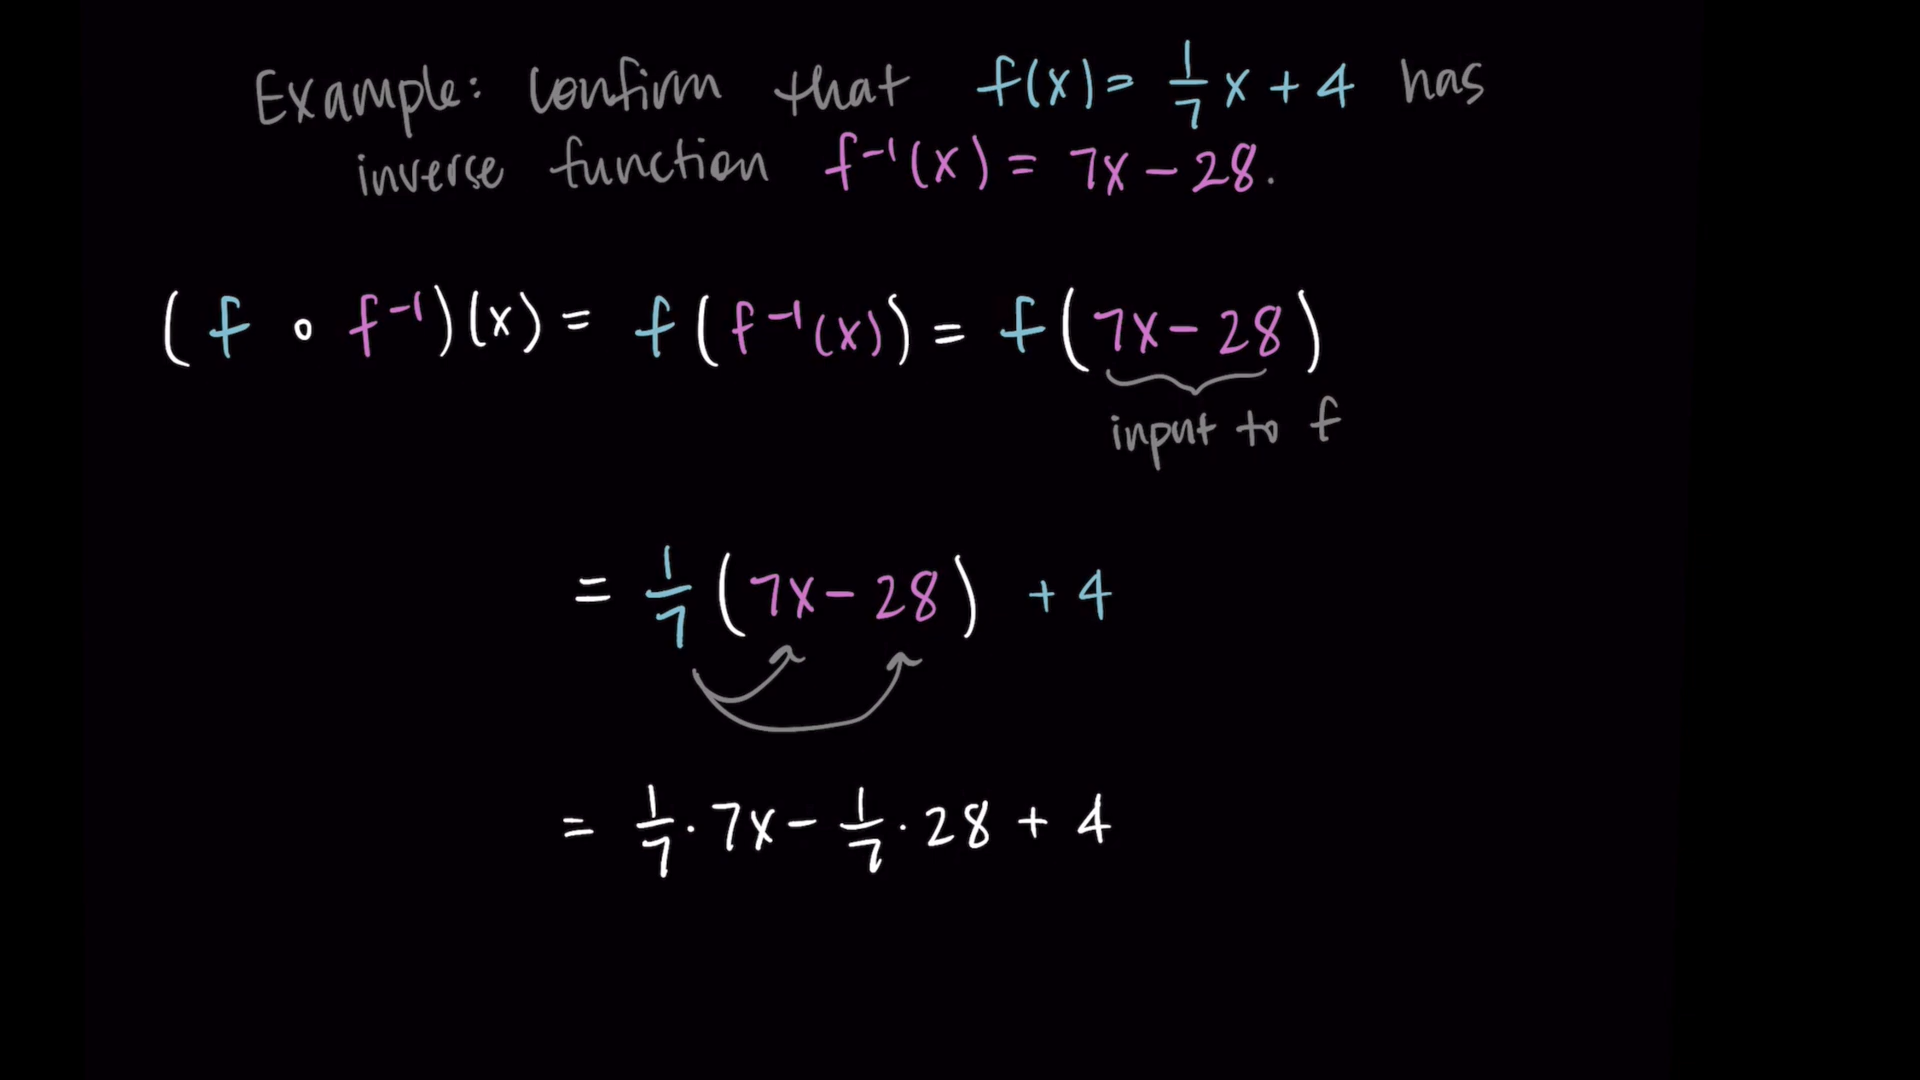 Example: Confirm that f(x) = 1/7 x + 4 has
inverse function f⁻¹(x) = 7x − 28.
(f ∘ f⁻¹)(x) = f(f⁻¹(x)) = f(7x − 28)
input to f
= 1/7 (7x − 28) + 4
= 1/7 · 7x − 1/7 · 28 + 4